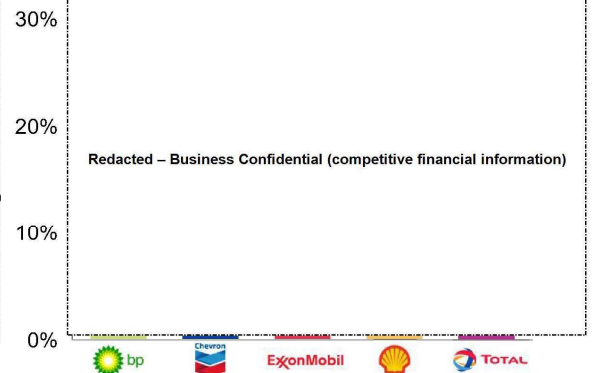 30%
20%
Redacted – Business Confidential (competitive financial information)
10%
0%
bp Chevron ExxonMobil TOTAL